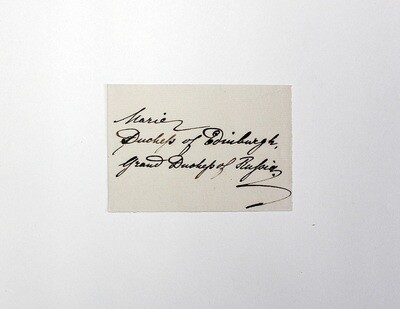 Marie
Duchess of Edinburgh,
Grand Duchess of Russia.